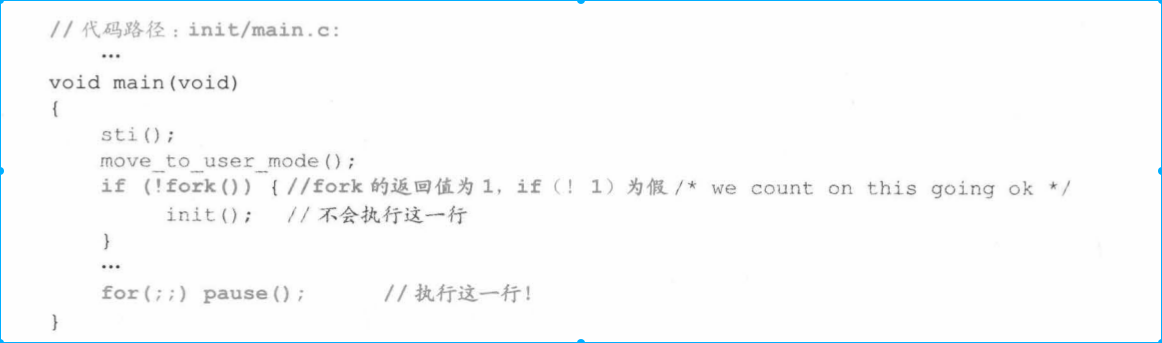 // 代码路径：init/main.c:
...
void main(void)
{
sti();
move_to_user_mode();
if (!fork()) { //fork 的返回值为 1, if（! 1）为假 /* we count on this going ok */
init(); // 不会执行这一行
}
...
for(;;) pause(); // 执行这一行!
}